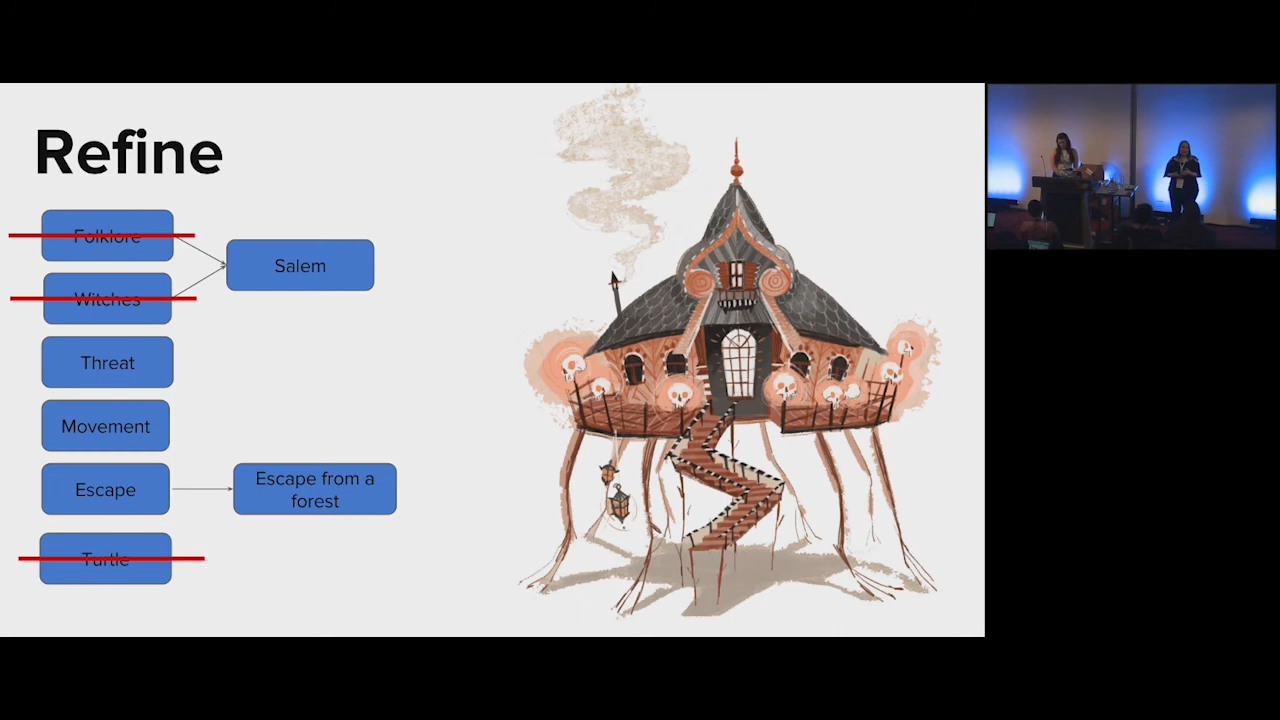 Refine
Folklore
Witches
Salem
Threat
Movement
Escape
Escape from a
forest
Turtle